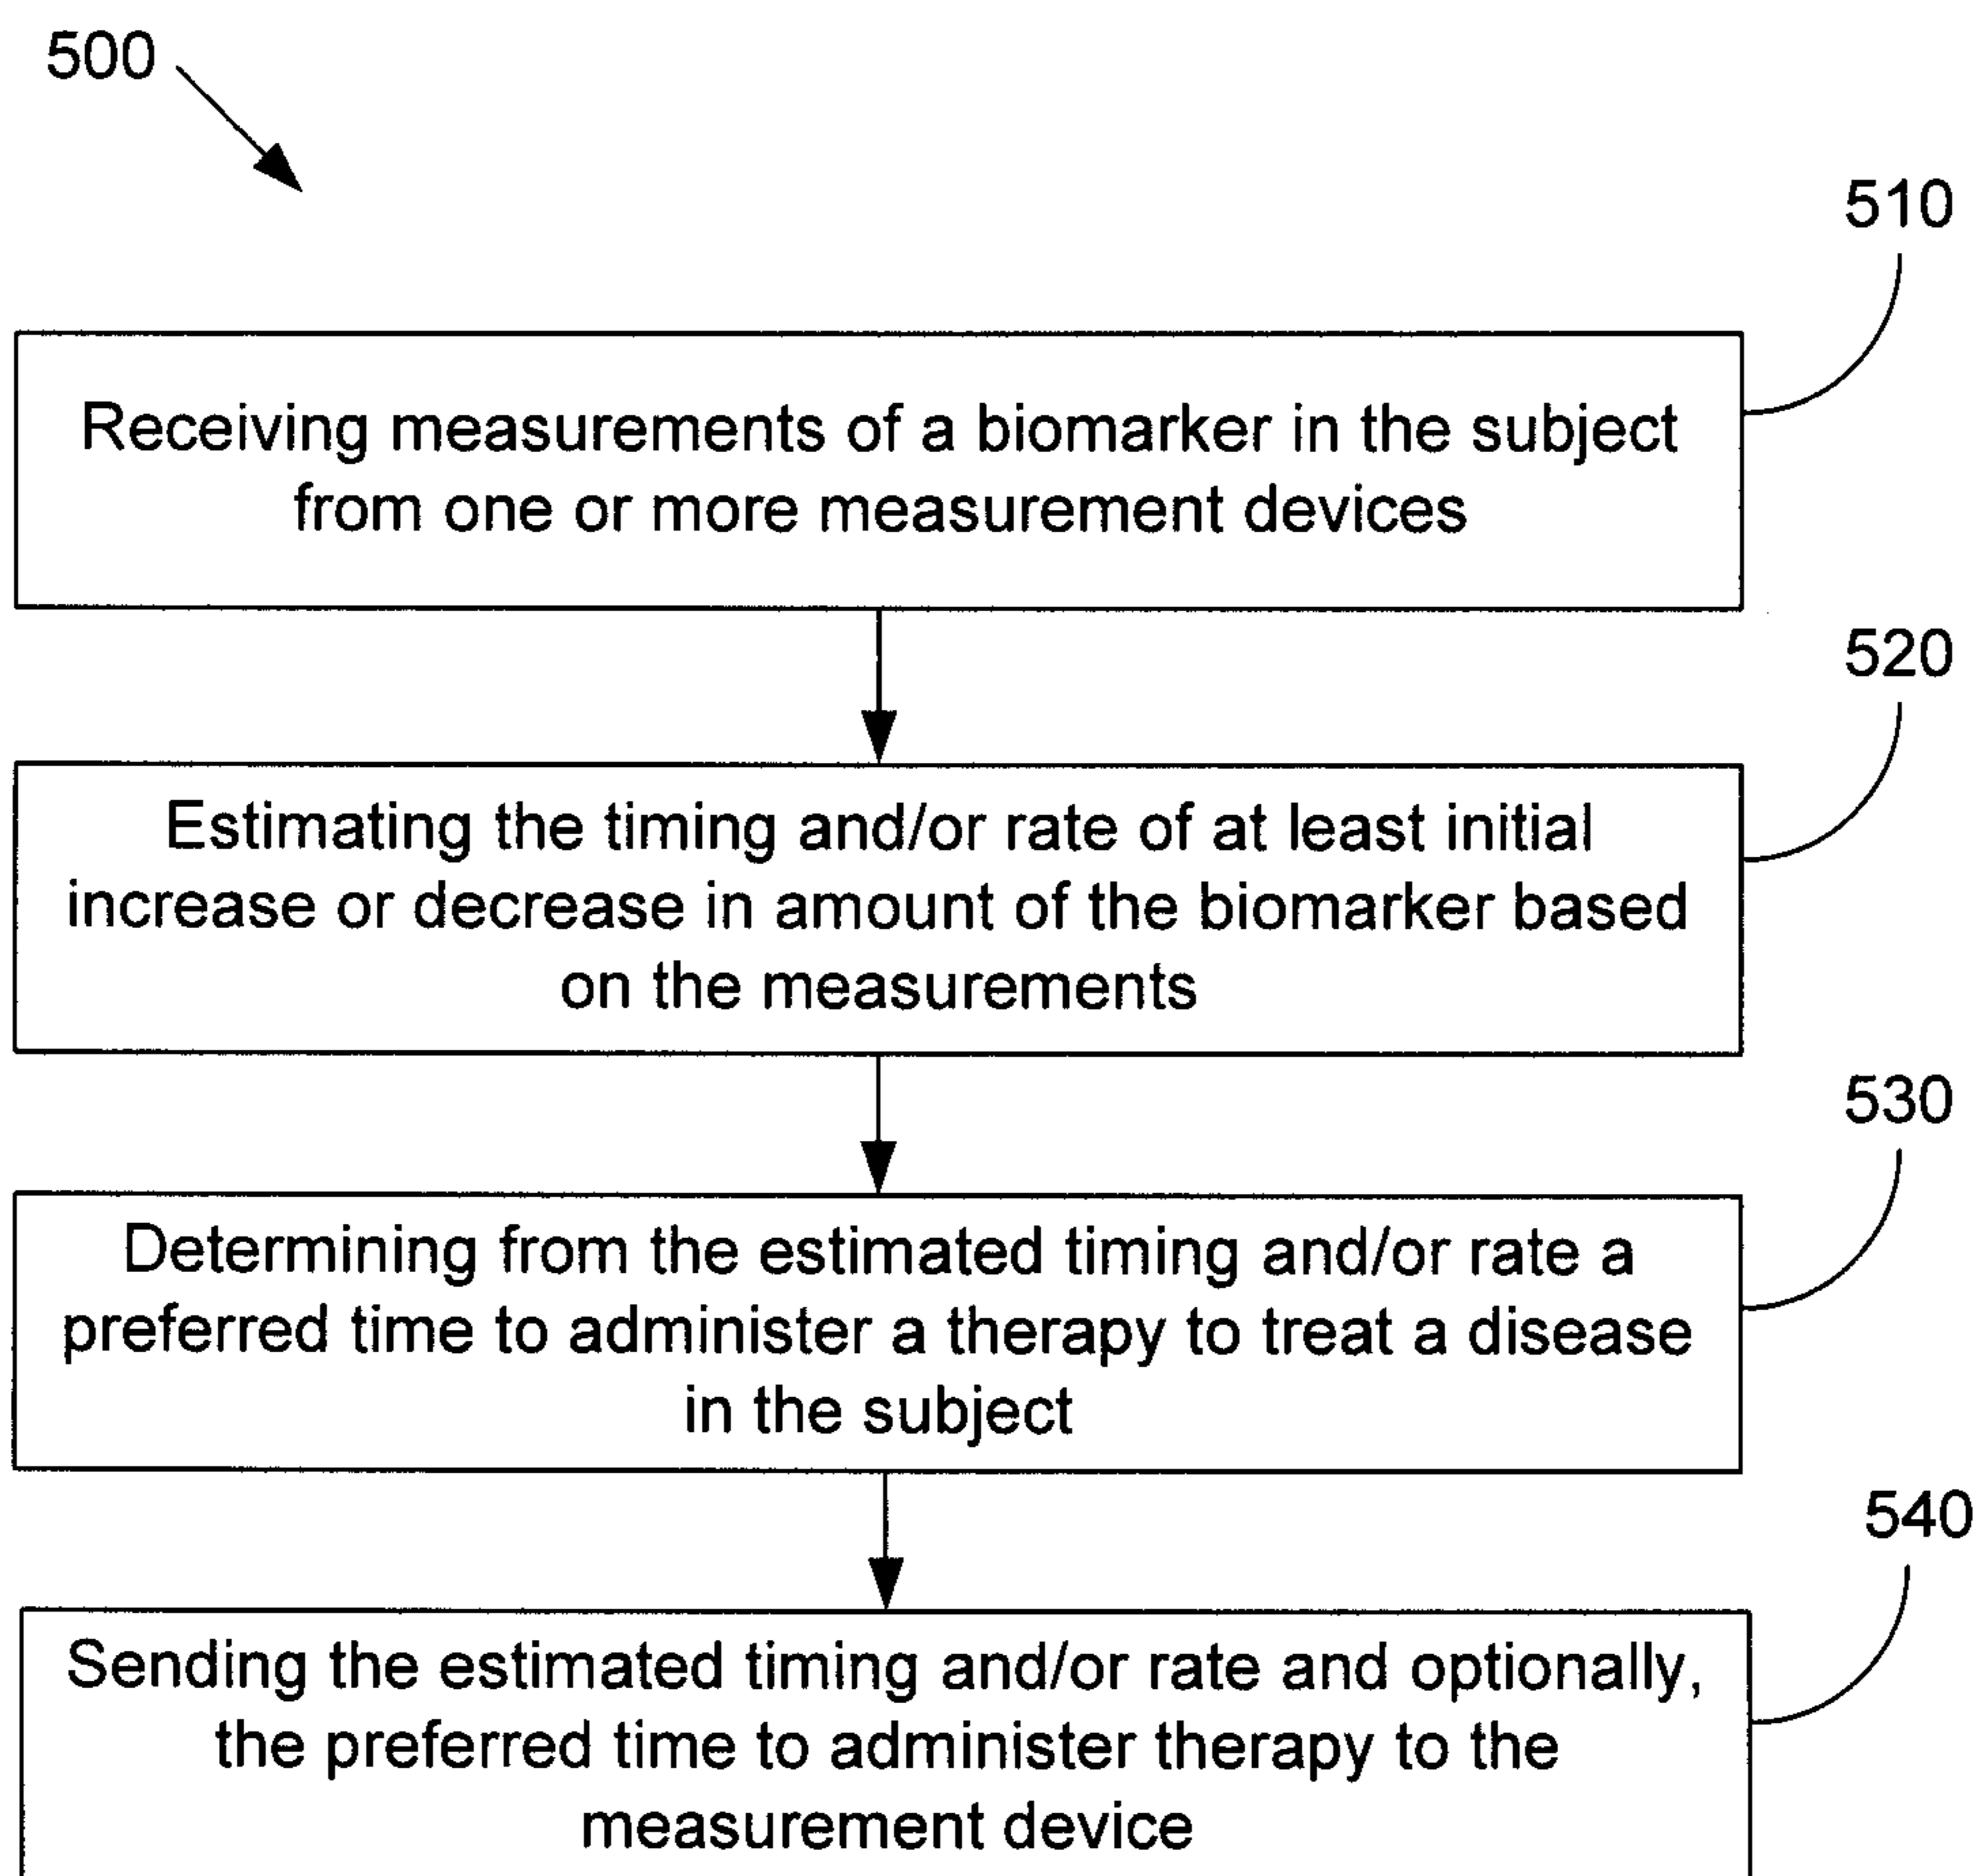 500
510
Receiving measurements of a biomarker in the subject
from one or more measurement devices
520
Estimating the timing and/or rate of at least initial
increase or decrease in amount of the biomarker based
on the measurements
530
Determining from the estimated timing and/or rate a
preferred time to administer a therapy to treat a disease
in the subject
540
Sending the estimated timing and/or rate and optionally,
the preferred time to administer therapy to the
measurement device